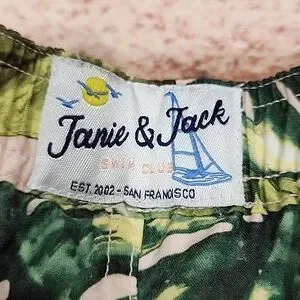 Janie & Jack
SWIM CLUB
EST. 2002 - SAN FRANCISCO